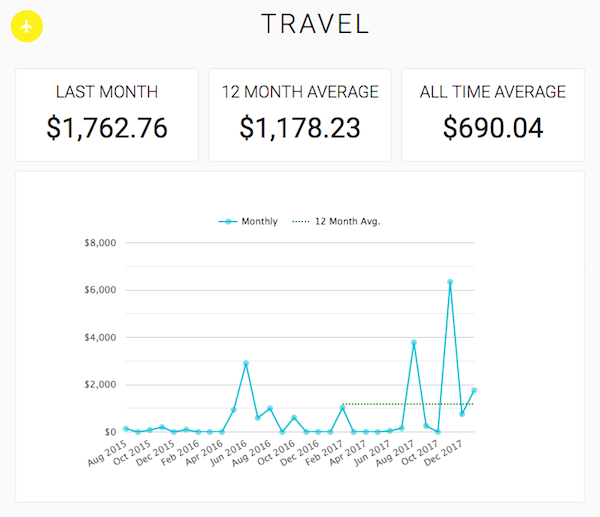 TRAVEL
LAST MONTH
$1,762.76
12 MONTH AVERAGE
$1,178.23
ALL TIME AVERAGE
$690.04
Monthly 12 Month Avg.
$8,000
$6,000
$4,000
$2,000
$0
Aug 2015 Oct 2015 Dec 2015 Feb 2016 Apr 2016 Jun 2016 Aug 2016 Oct 2016 Dec 2016 Feb 2017 Apr 2017 Jun 2017 Aug 2017 Oct 2017 Dec 2017